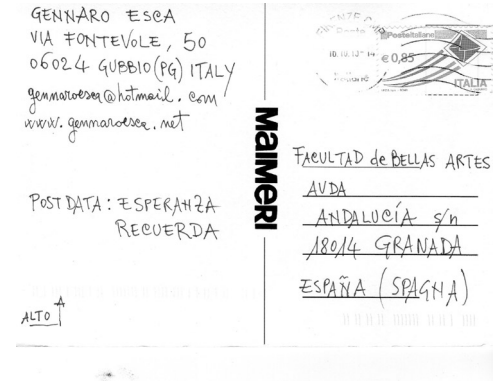 GENNARO ESCA
VIA FONTEVOLE, 50
06024 GUBBIO (PG) ITALY
gennaroesca@hotmail.com
www.gennaroesca.net
POST DATA: ESPERANZA
RECUERDA
ALTO
MAIMERI
Posteitaliane
€0,85
ITALIA
FACULTAD de BELLAS ARTES
AVDA
ANDALUCÍA s/n
18014 GRANADA
ESPAÑA (SPAGNA)